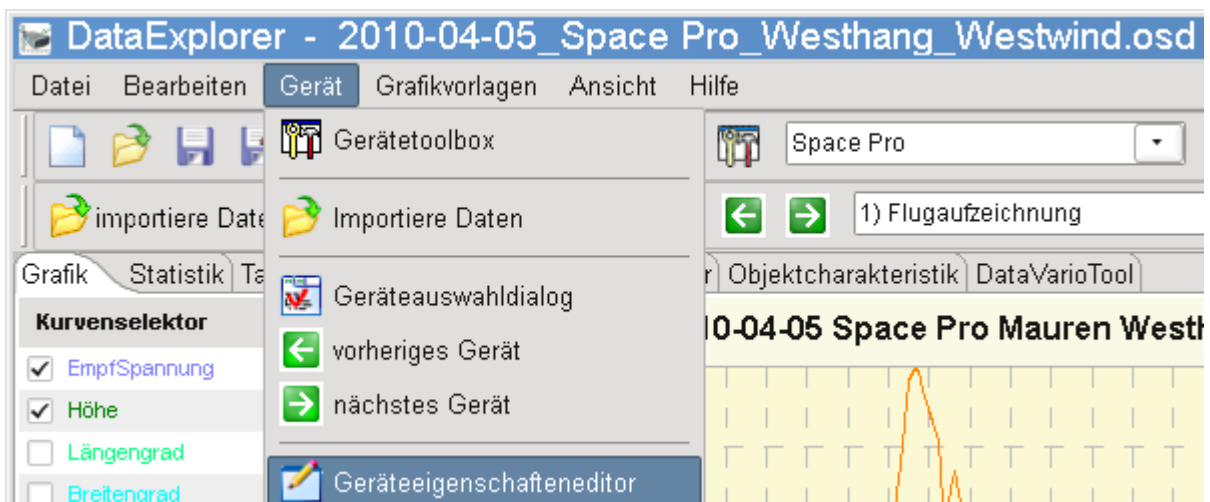 DataExplorer - 2010-04-05_Space Pro_Westhang_Westwind.osd
Datei Bearbeiten Gerät Grafikvorlagen Ansicht Hilfe
Gerätetoolbox
Space Pro
importiere Date
Importiere Daten
1) Flugaufzeichnung
Grafik Statistik Ta
r Objektcharakteristik DataVarioTool
Geräteauswahldialog
Kurvenselektor
10-04-05 Space Pro Mauren Westh
vorheriges Gerät
EmpfSpannung
nächstes Gerät
Höhe
Längengrad
Geräteeigenschafteneditor
Breitengrad